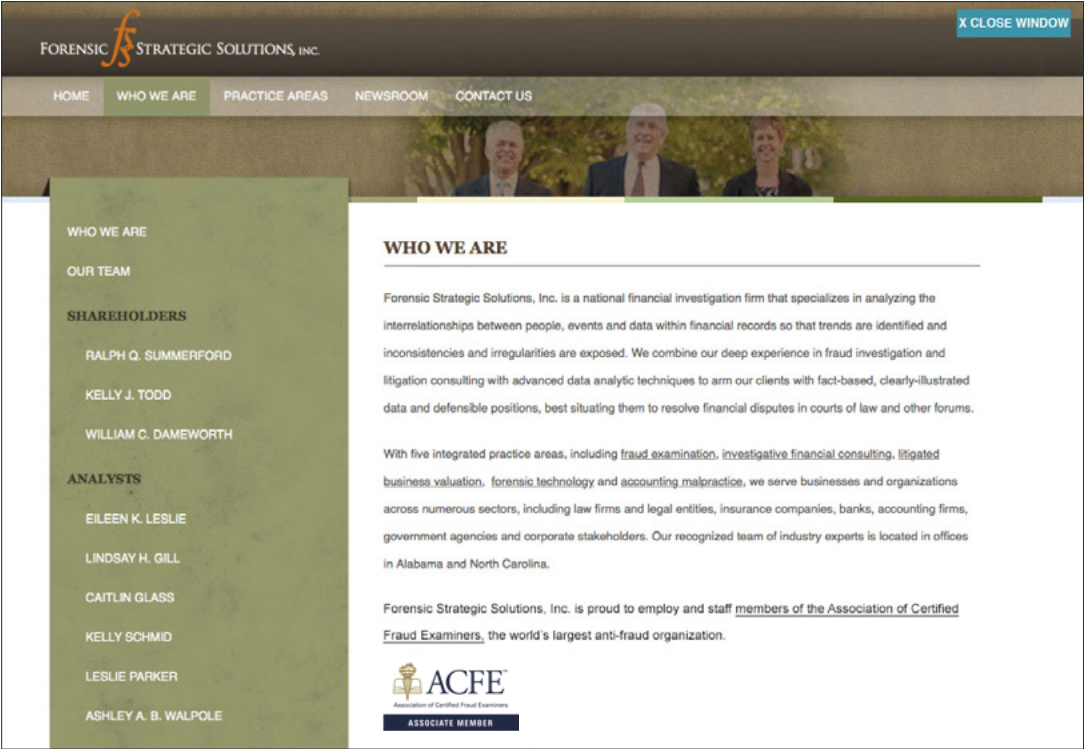 X CLOSE WINDOW
FORENSIC fSS STRATEGIC SOLUTIONS, INC.
HOME WHO WE ARE PRACTICE AREAS NEWSROOM CONTACT US
WHO WE ARE
OUR TEAM
SHAREHOLDERS
RALPH Q. SUMMERFORD
KELLY J. TODD
WILLIAM C. DAMEWORTH
ANALYSTS
EILEEN K. LESLIE
LINDSAY H. GILL
CAITLIN GLASS
KELLY SCHMID
LESLIE PARKER
ASHLEY A. B. WALPOLE
WHO WE ARE
Forensic Strategic Solutions, Inc. is a national financial investigation firm that specializes in analyzing the
interrelationships between people, events and data within financial records so that trends are identified and
inconsistencies and irregularities are exposed. We combine our deep experience in fraud investigation and
litigation consulting with advanced data analytic techniques to arm our clients with fact-based, clearly-illustrated
data and defensible positions, best situating them to resolve financial disputes in courts of law and other forums.
With five integrated practice areas, including fraud examination, investigative financial consulting, litigated
business valuation, forensic technology and accounting malpractice, we serve businesses and organizations
across numerous sectors, including law firms and legal entities, insurance companies, banks, accounting firms,
government agencies and corporate stakeholders. Our recognized team of industry experts is located in offices
in Alabama and North Carolina.
Forensic Strategic Solutions, Inc. is proud to employ and staff members of the Association of Certified
Fraud Examiners, the world's largest anti-fraud organization.
ACFE™
Association of Certified Fraud Examiners
ASSOCIATE MEMBER